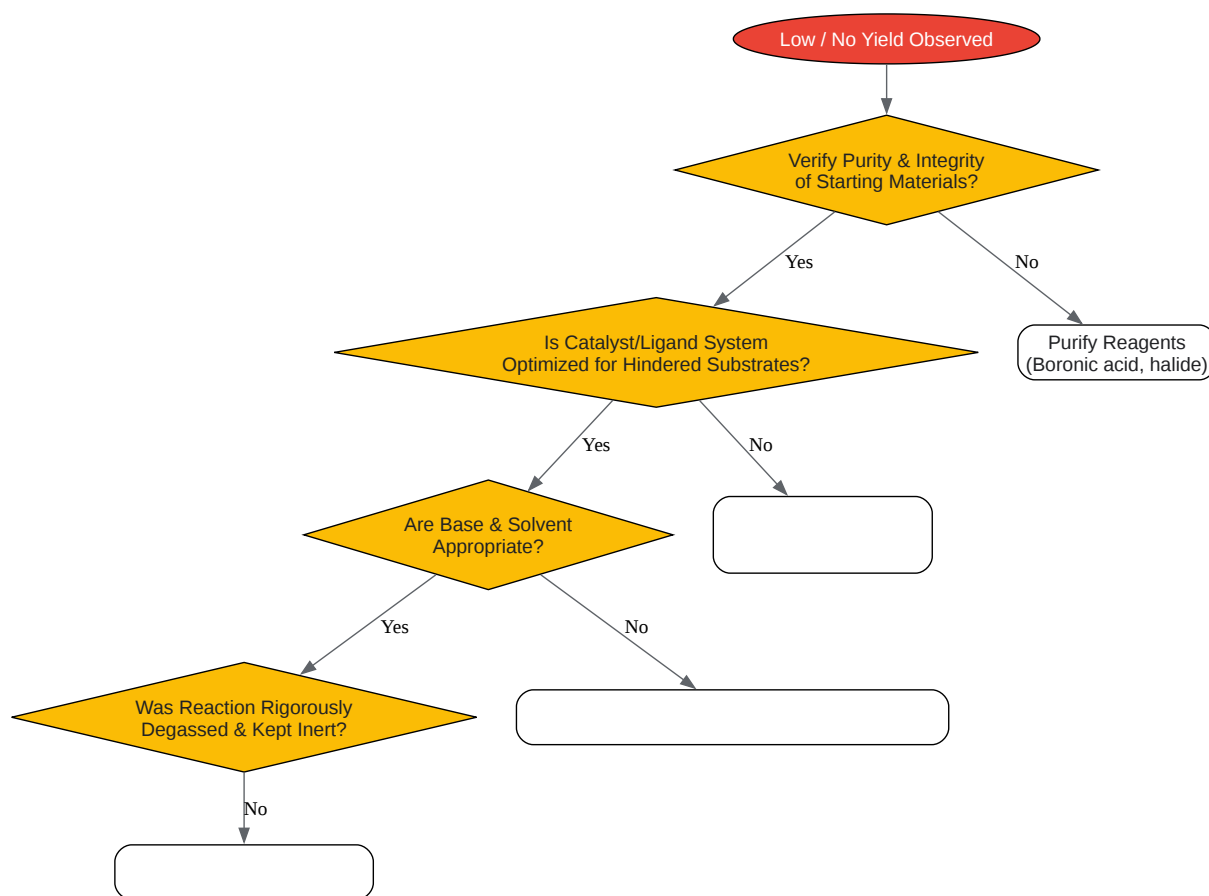 Low / No Yield Observed
Verify Purity & Integrity
of Starting Materials?
Yes
No
Is Catalyst/Ligand System
Optimized for Hindered Substrates?
Purify Reagents
(Boronic acid, halide)
Yes
No
Are Base & Solvent
Appropriate?
Yes
No
Was Reaction Rigorously
Degassed & Kept Inert?
No